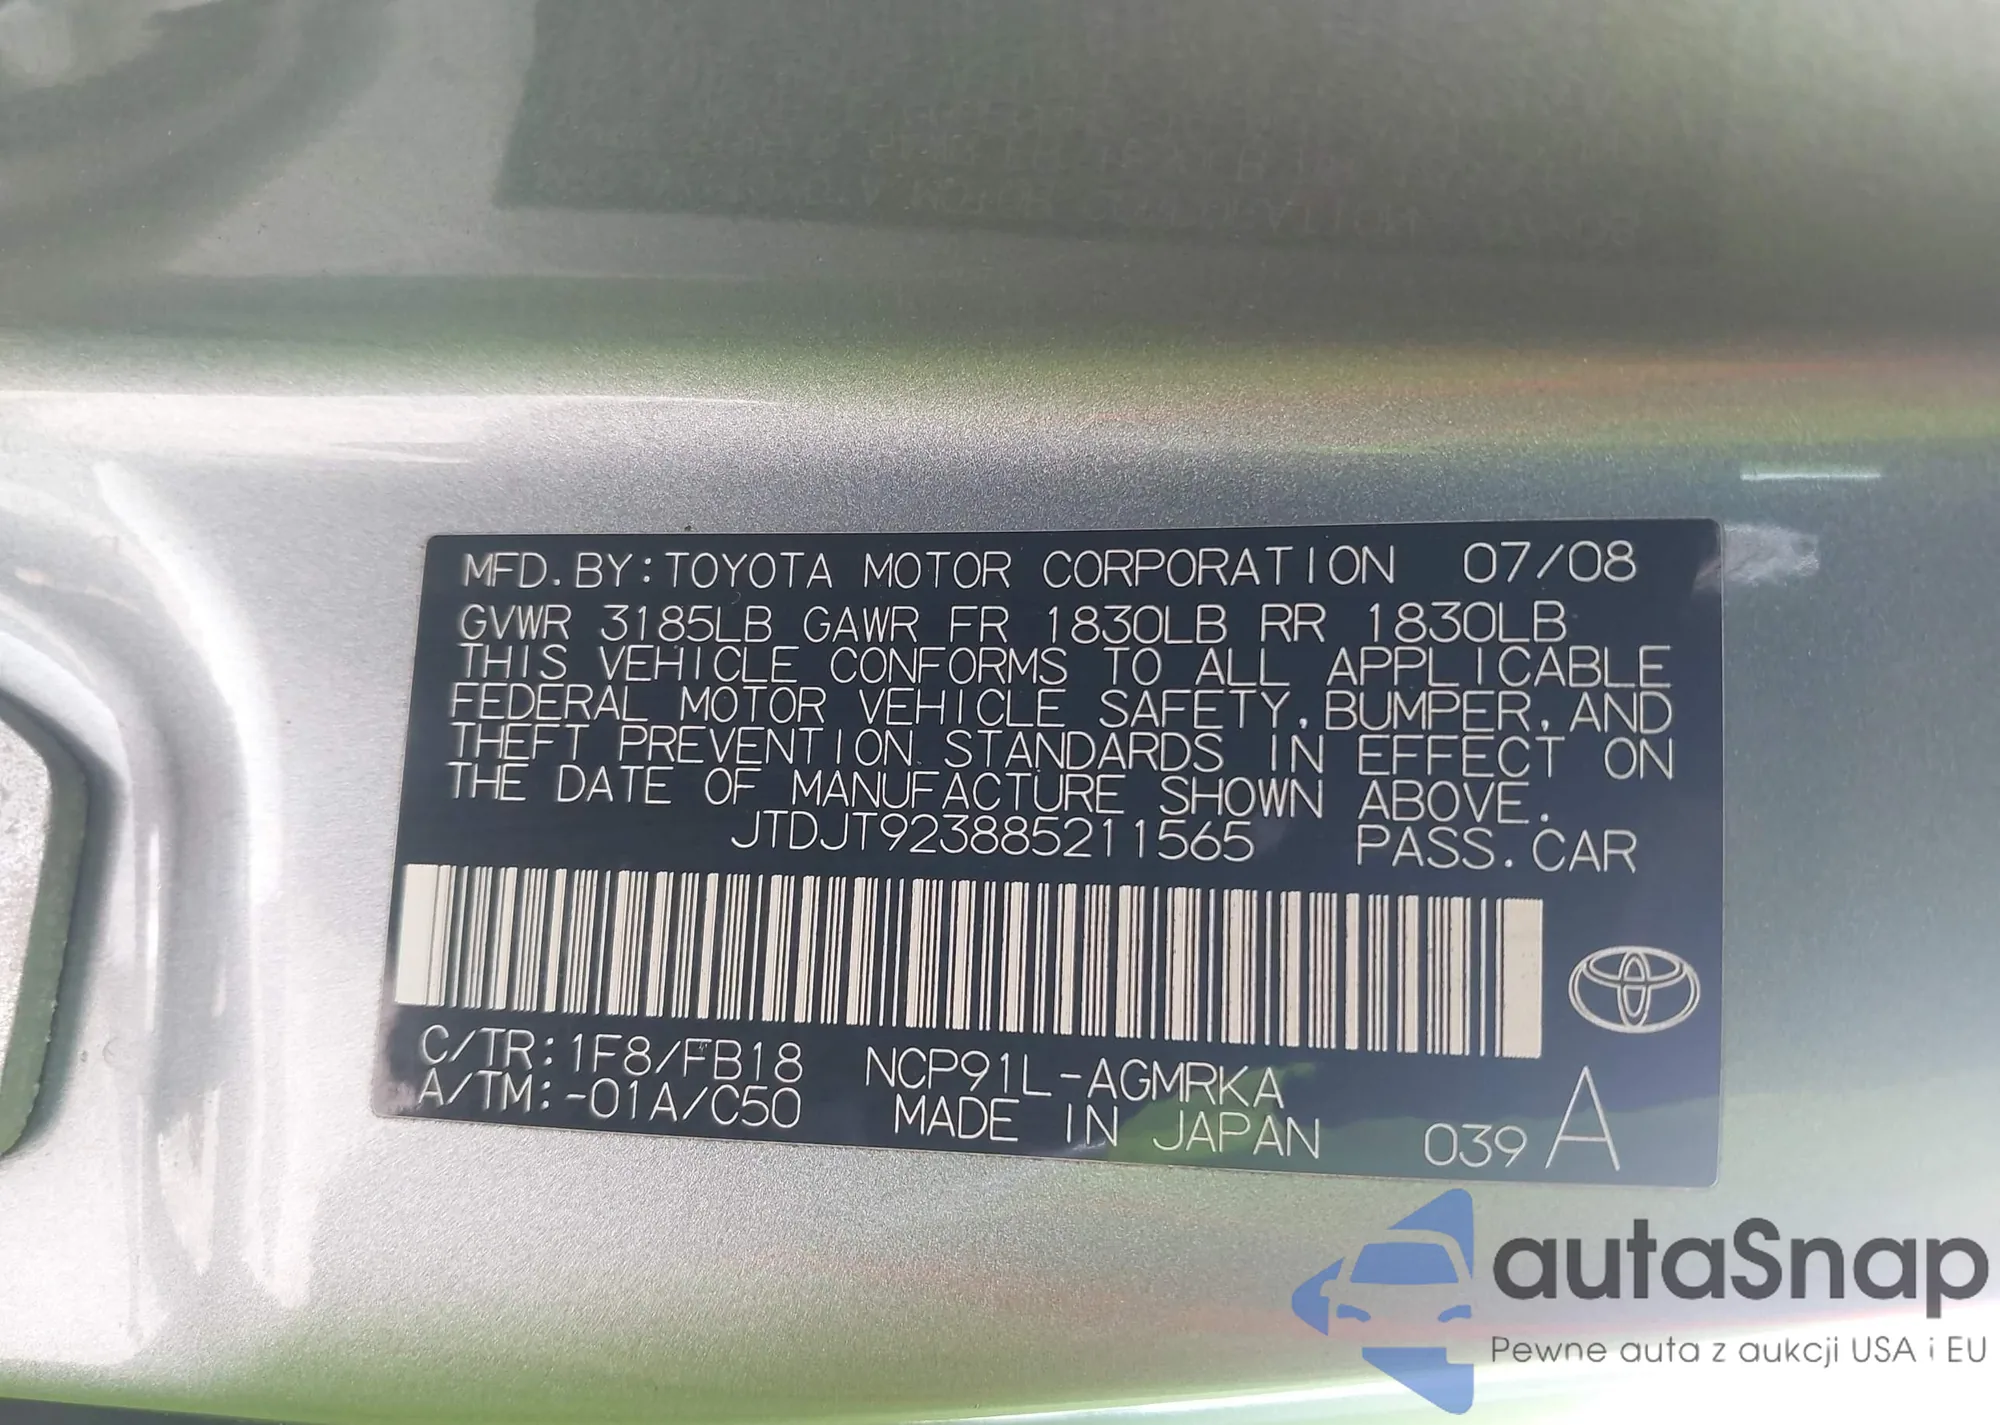 MFD. BY: TOYOTA MOTOR CORPORATION 07/08
GVWR 3185LB GAWR FR 1830LB RR 1830LB
THIS VEHICLE CONFORMS TO ALL APPLICABLE
FEDERAL MOTOR VEHICLE SAFETY, BUMPER, AND
THEFT PREVENTION STANDARDS IN EFFECT ON
THE DATE OF MANUFACTURE SHOWN ABOVE.
JTDJT923885211565 PASS. CAR
C/TR: 1F8/FB18 NCP91L-AGMRKA
A/TM: -01A/C50 MADE IN JAPAN 039 A
autaSnap
Pewne auta z aukcji USA i EU